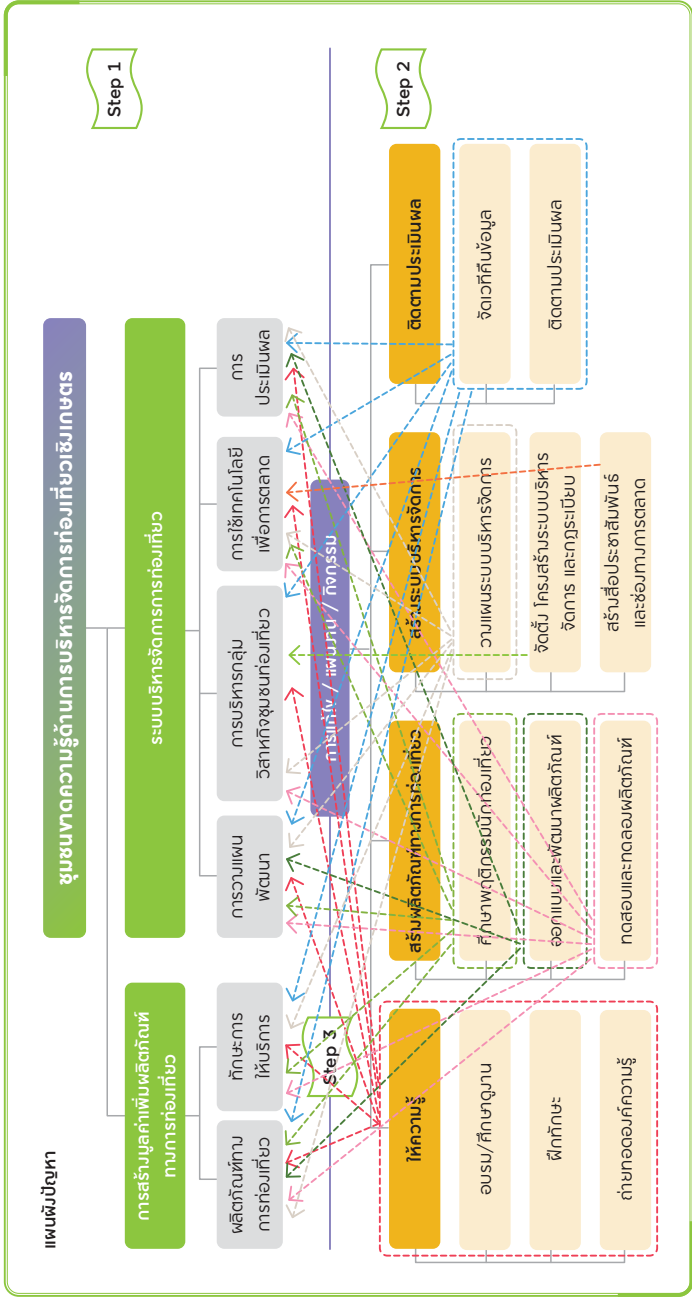 แผนผังปัญหา
ชุมชนขาดความรู้ด้านการบริหารจัดการท่องเที่ยวเชิงเกษตร
Step 1
การสร้างมูลค่าเพิ่มผลิตภัณฑ์
ทางการท่องเที่ยว
ระบบบริหารจัดการการท่องเที่ยว
ผลิตภัณฑ์ทาง
การท่องเที่ยว
ทักษะการ
ให้บริการ
การวางแผน
พัฒนา
การบริหารกลุ่ม
วิสาหกิจชุมชนท่องเที่ยว
การใช้เทคโนโลยี
เพื่อการตลาด
การ
ประเมินผล
Step 3
การแก้ไข / แผนงาน / กิจกรรม
Step 2
ให้ความรู้
อบรม/ศึกษาดูงาน
ฝึกทักษะ
ถ่ายทอดองค์ความรู้
สร้างผลิตภัณฑ์ทางการท่องเที่ยว
ศึกษาพฤติกรรมนักท่องเที่ยว
ออกแบบและพัฒนาผลิตภัณฑ์
ทดสอบและทดลองผลิตภัณฑ์
สร้างระบบบริหารจัดการ
วางแผนระบบบริหารจัดการ
จัดตั้ง โครงสร้างระบบบริหาร
จัดการ และกฎระเบียบ
สร้างสื่อประชาสัมพันธ์
และช่องทางการตลาด
ติดตามประเมินผล
จัดเวทีคืนข้อมูล
ติดตามประเมินผล